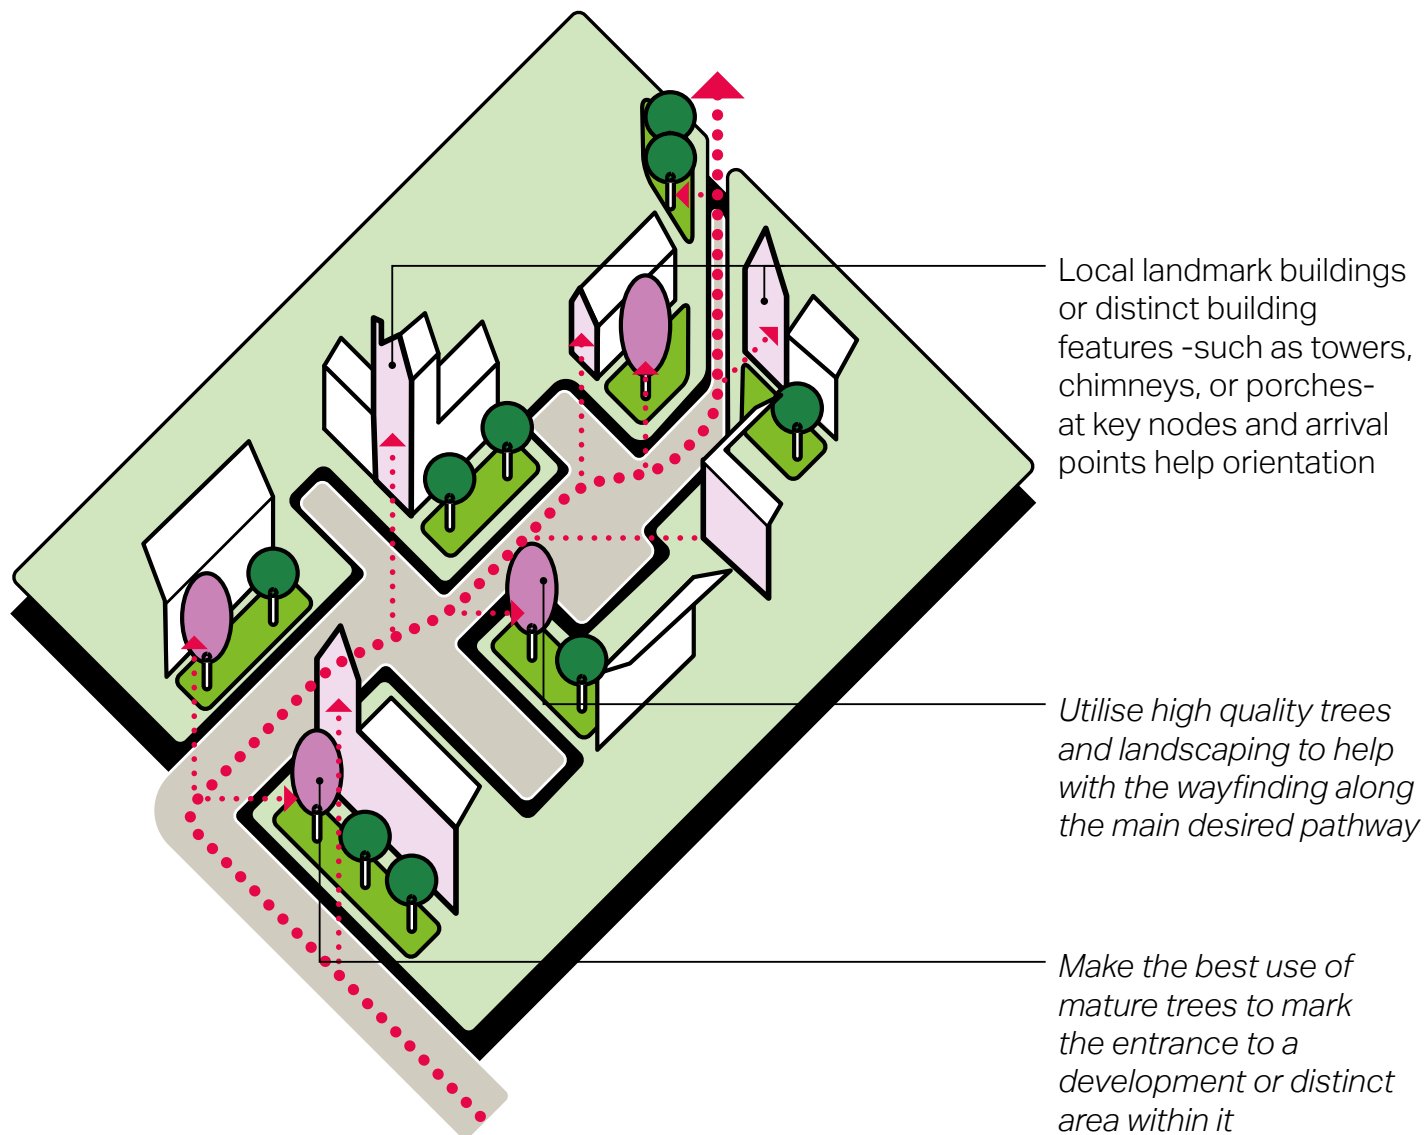 Local landmark buildings
or distinct building
features -such as towers,
chimneys, or porches-
at key nodes and arrival
points help orientation
Utilise high quality trees
and landscaping to help
with the wayfinding along
the main desired pathway
Make the best use of
mature trees to mark
the entrance to a
development or distinct
area within it